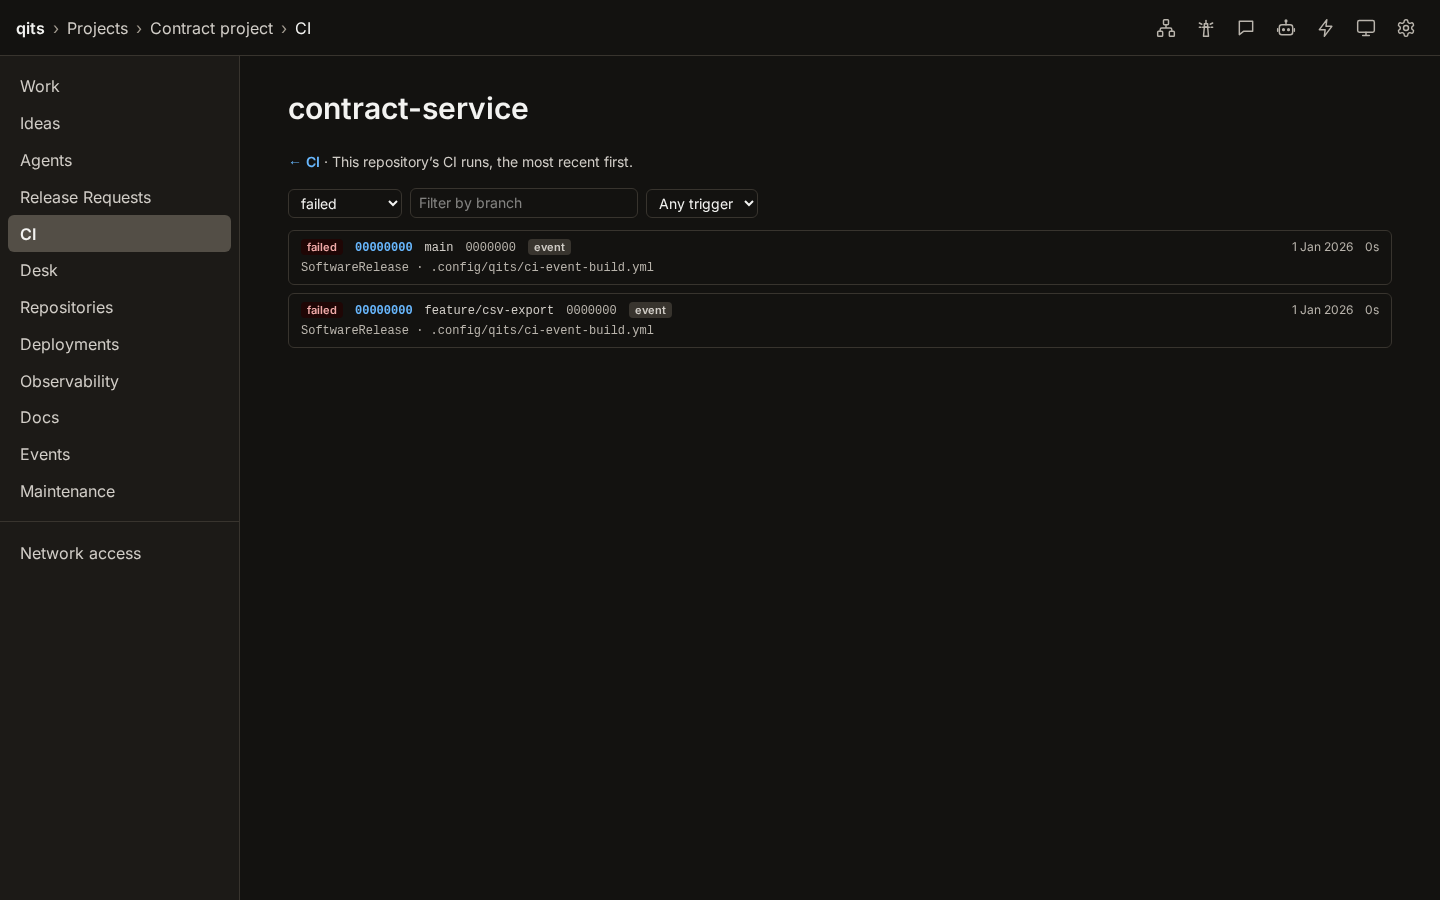 qits › Projects › Contract project › CI
Work
Ideas
Agents
Release Requests
CI
Desk
Repositories
Deployments
Observability
Docs
Events
Maintenance
Network access
contract-service
← CI · This repository’s CI runs, the most recent first.
failed Filter by branch Any trigger
failed 00000000 main 0000000 event 1 Jan 2026 0s
SoftwareRelease · .config/qits/ci-event-build.yml
failed 00000000 feature/csv-export 0000000 event 1 Jan 2026 0s
SoftwareRelease · .config/qits/ci-event-build.yml